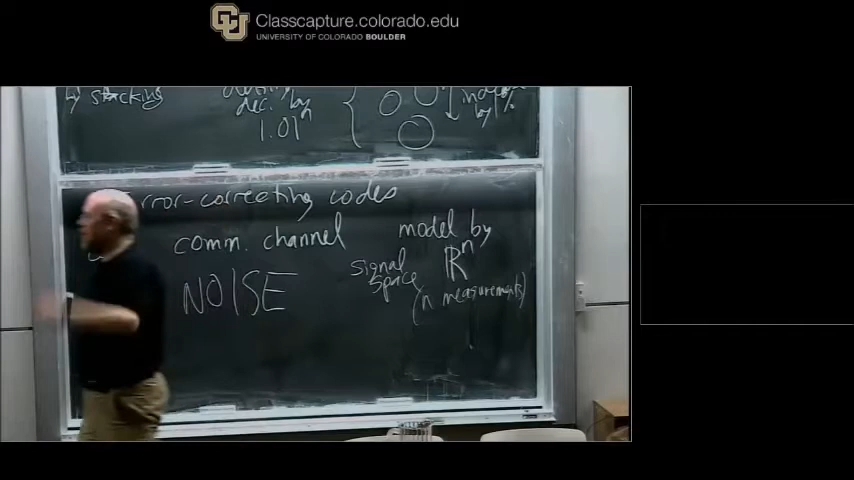 Classcapture.colorado.edu
UNIVERSITY OF COLORADO BOULDER
↳ stacking
dec. by
1.01ⁿ
by 1%
rror-correcting codes
comm. channel
model by
NOISE
signal space
ℝⁿ
(n measurements)